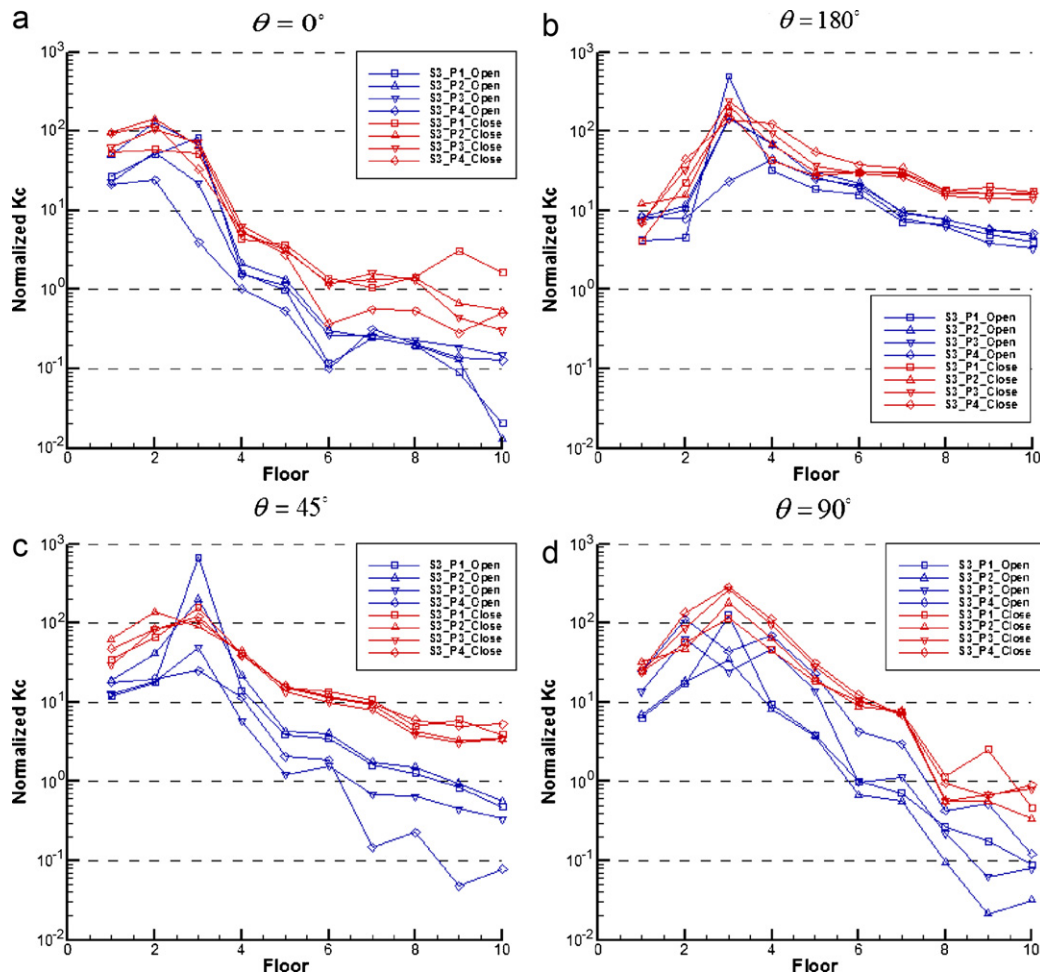 a
θ = 0°
10³
10²
10¹
10⁰
10⁻¹
10⁻²
Normalized Kc
0
2
4
6
8
10
Floor
S3_P1_Open
S3_P2_Open
S3_P3_Open
S3_P4_Open
S3_P1_Close
S3_P2_Close
S3_P3_Close
S3_P4_Close
b
θ = 180°
10³
10²
10¹
10⁰
10⁻¹
10⁻²
Normalized Kc
0
2
4
6
8
10
Floor
S3_P1_Open
S3_P2_Open
S3_P3_Open
S3_P4_Open
S3_P1_Close
S3_P2_Close
S3_P3_Close
S3_P4_Close
c
θ = 45°
10³
10²
10¹
10⁰
10⁻¹
10⁻²
Normalized Kc
0
2
4
6
8
10
Floor
S3_P1_Open
S3_P2_Open
S3_P3_Open
S3_P4_Open
S3_P1_Close
S3_P2_Close
S3_P3_Close
S3_P4_Close
d
θ = 90°
10³
10²
10¹
10⁰
10⁻¹
10⁻²
Normalized Kc
0
2
4
6
8
10
Floor
S3_P1_Open
S3_P2_Open
S3_P3_Open
S3_P4_Open
S3_P1_Close
S3_P2_Close
S3_P3_Close
S3_P4_Close